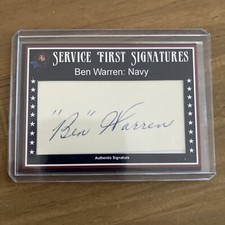 SERVICE FIRST SIGNATURES
Ben Warren: Navy
"Ben" Warren
Authentic Signature